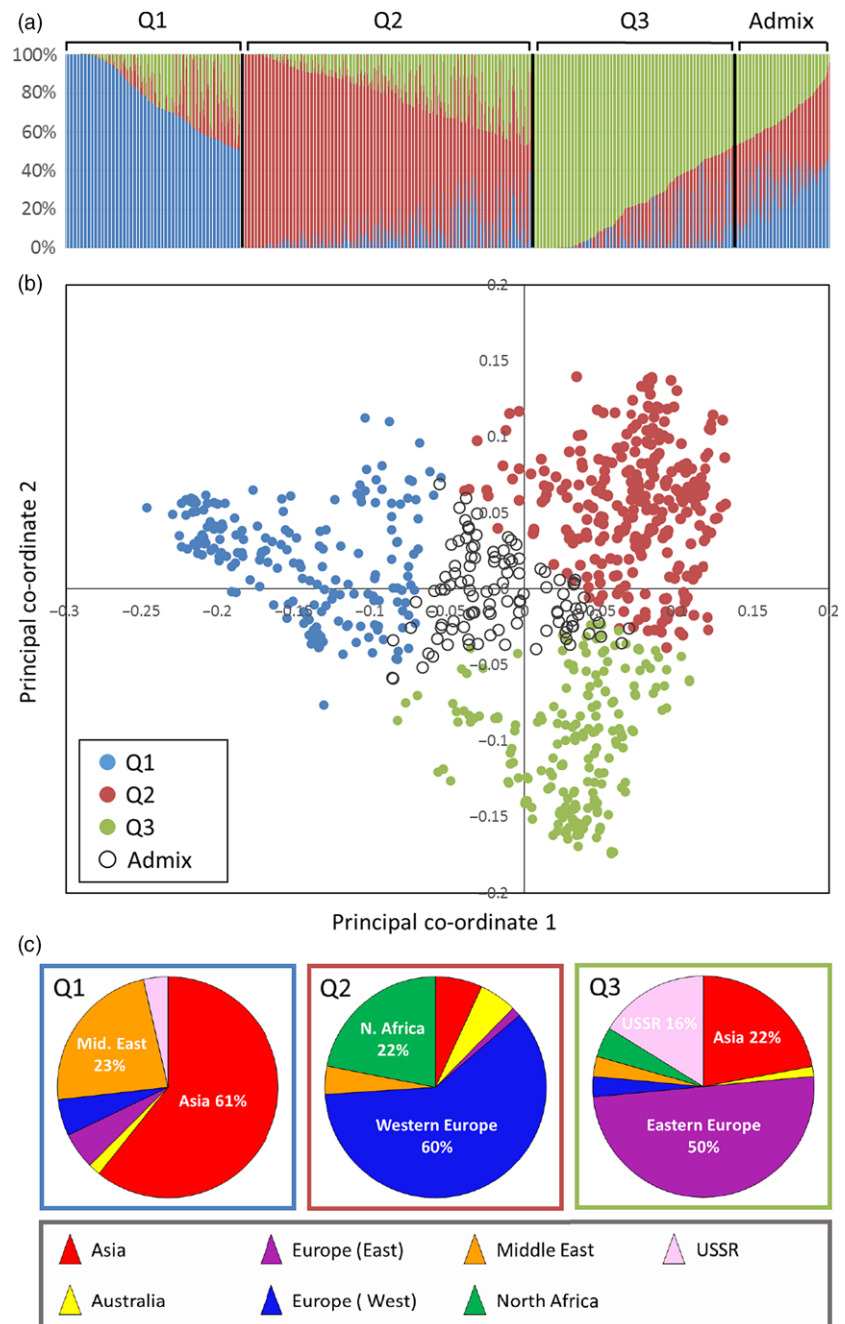 (a)
Q1 Q2 Q3 Admix
100%
80%
60%
40%
20%
0%
(b)
0.2
0.15
0.1
0.05
−0.3 −0.25 −0.2 −0.15 −0.1 −0.05 0 0.05 0.1 0.15 0.2
−0.05
−0.1
−0.15
−0.2
Principal co-ordinate 2
Q1
Q2
Q3
Admix
Principal co-ordinate 1
(c)
Q1
Mid. East
23%
Asia 61%
Q2
N. Africa
22%
Western Europe
60%
Q3
USSR 16%
Asia 22%
Eastern Europe
50%
Asia Europe (East) Middle East USSR
Australia Europe ( West) North Africa